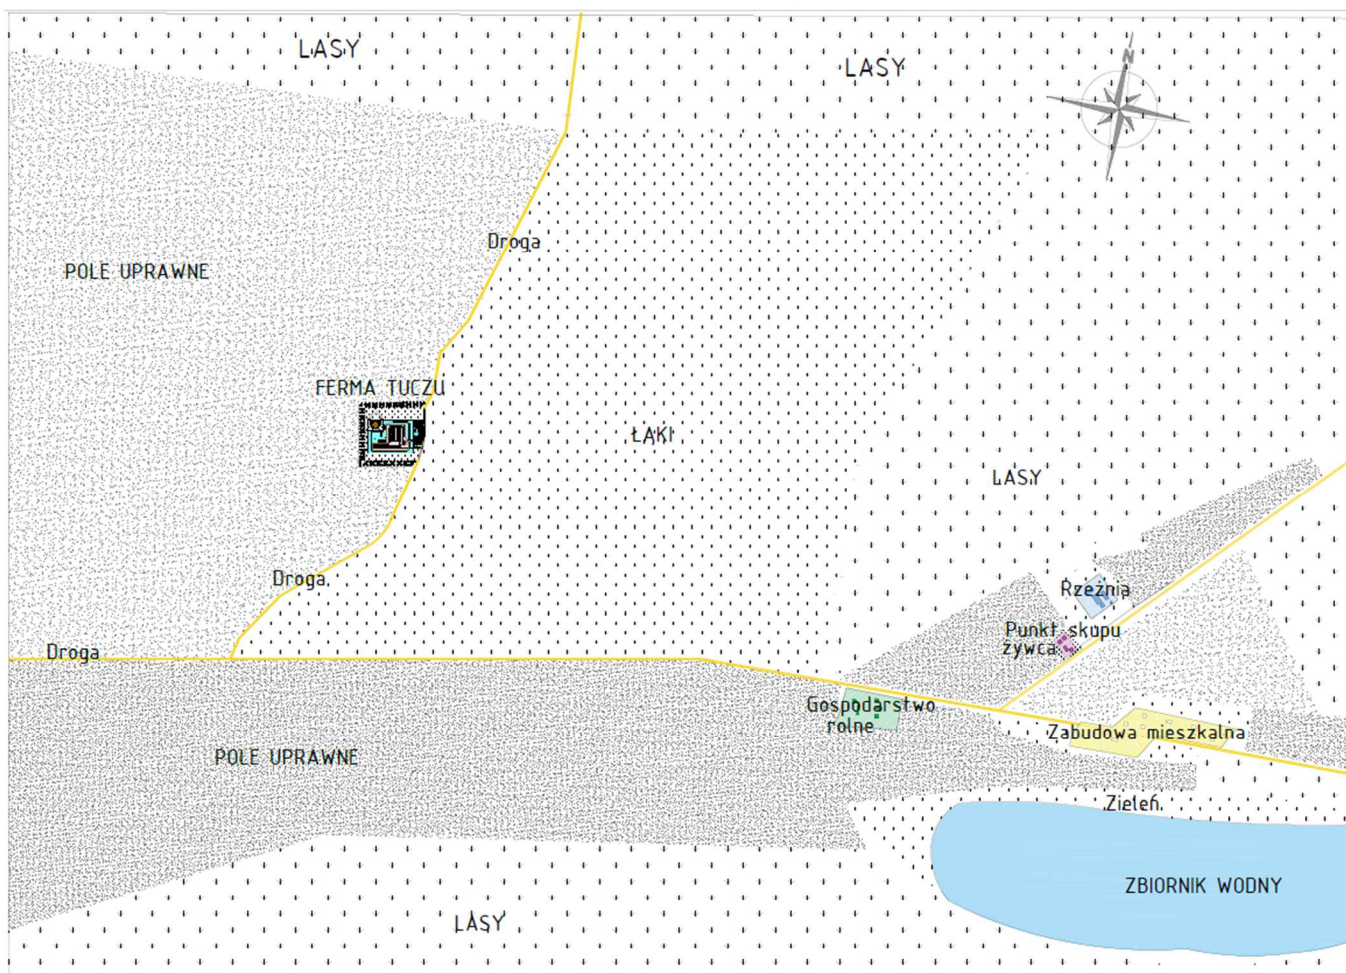 LASY
LASY
N
Droga
POLE UPRAWNE
FERMA TUCZU
ŁĄKI
LASY
Droga
Rzeźnia
Punkt skupu
żywca
Droga
Gospodarstwo
rolne
Zabudowa mieszkalna
POLE UPRAWNE
Zieleń
ZBIORNIK WODNY
LASY